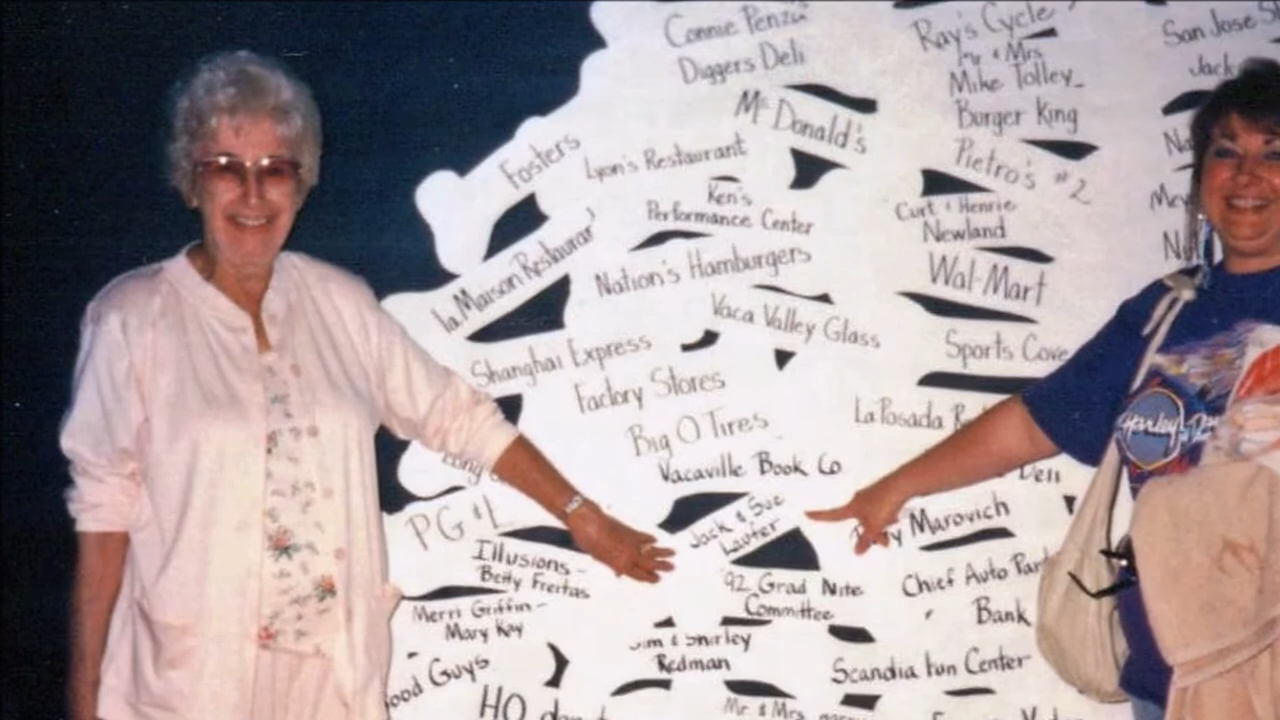 Connie
Diggers Deli
McDonald's
Fosters
Lyon's Restaurant
Ken's
Performance Center
La Maison Restaurant
Nation's Hamburgers
Vaca Valley Glass
Shanghai Express
Factory Stores
Big O Tires
Vacaville Book Co
PG & E
Jack & Sue
Lauter
Illusions -
Betty Freitas
'92 Grad Nite
Committee
Merri Griffin -
Mary Kay
Jim & Shirley
Redman
Good Guys
HO
Mr & Mrs
Ray's Cycle
Mr & Mrs
Mike Tolley
Burger King
Pietro's #2
Curt & Henrie
Newland
Wal-Mart
Sports Cove
La Posada
Deli
Marovich
Chief Auto Part
Bank
Scandia Fun Center
San Jose
Jack
Harley